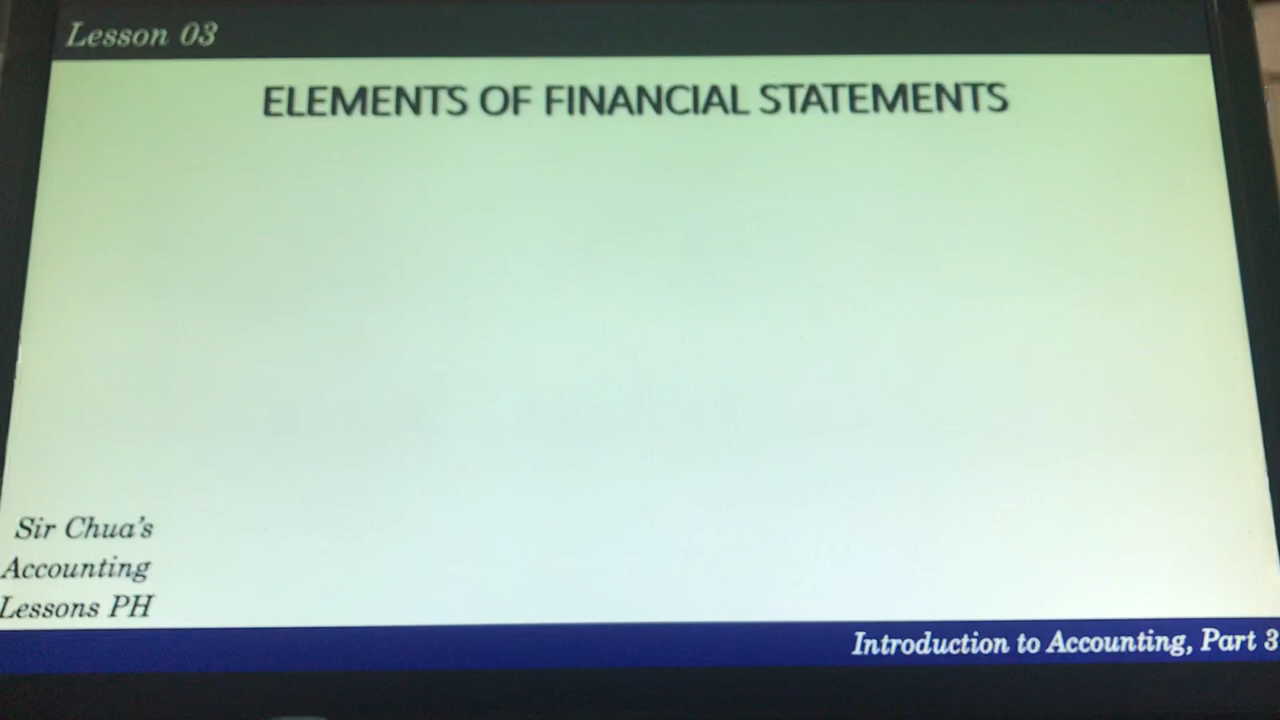 Lesson 03
ELEMENTS OF FINANCIAL STATEMENTS
Sir Chua's
Accounting
Lessons PH
Introduction to Accounting, Part 3